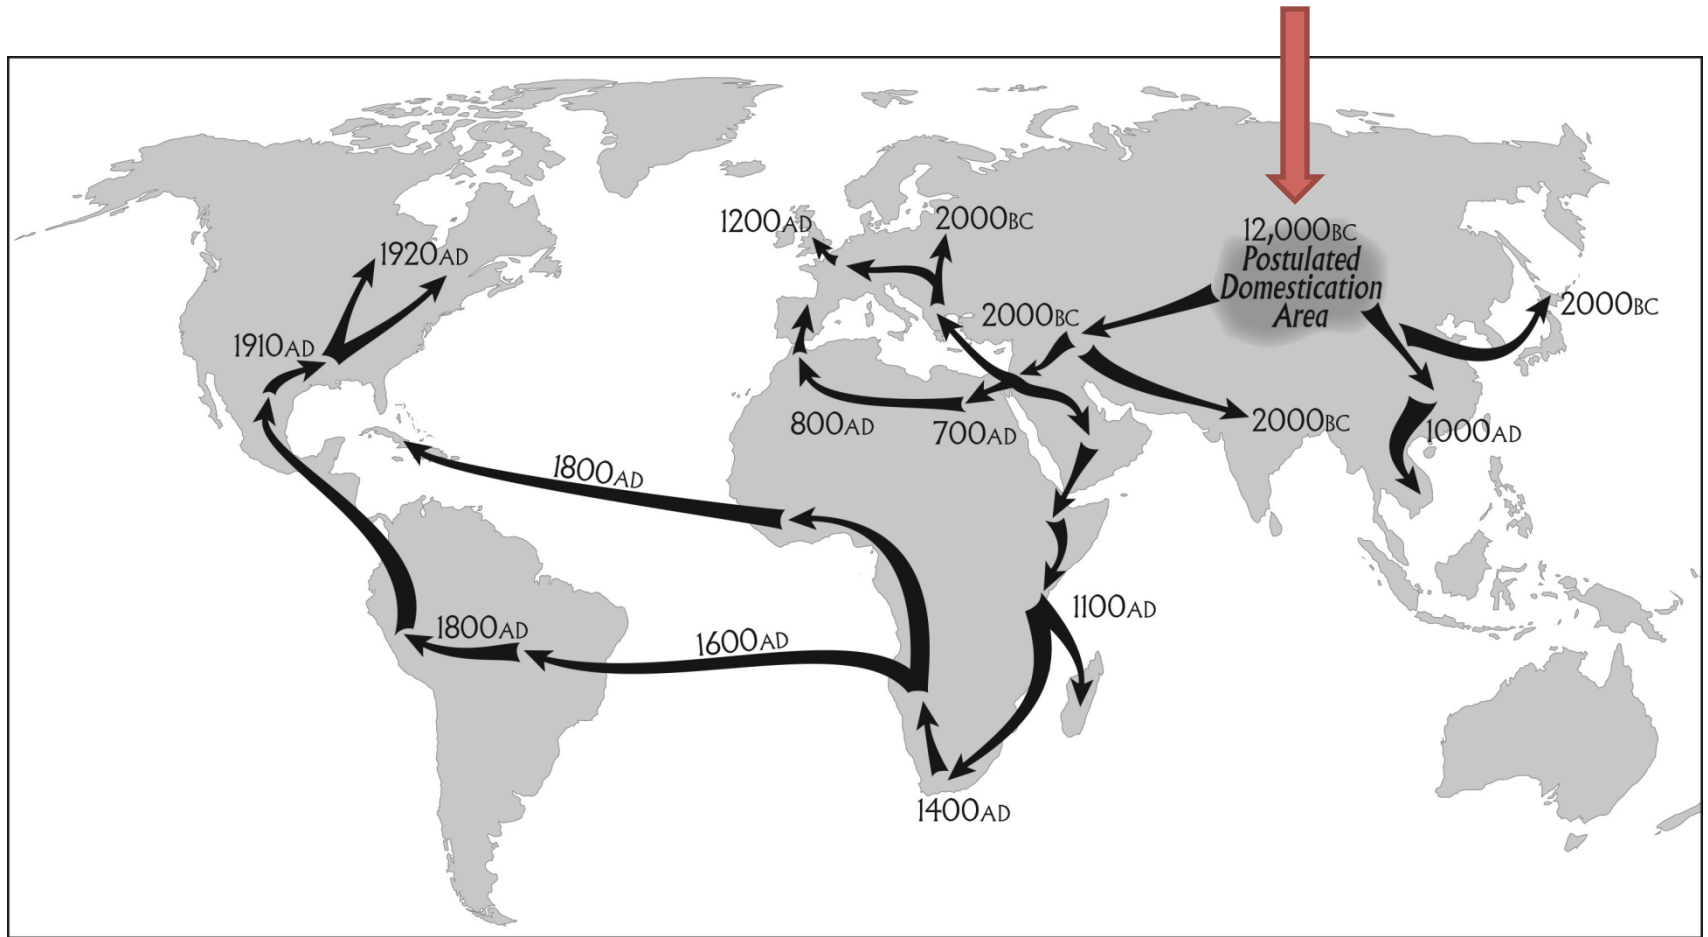 1200AD
2000BC
12,000BC
Postulated
Domestication
Area
1920AD
2000BC
2000BC
1910AD
800AD
700AD
2000BC
1000AD
1800AD
1100AD
1800AD
1600AD
1400AD